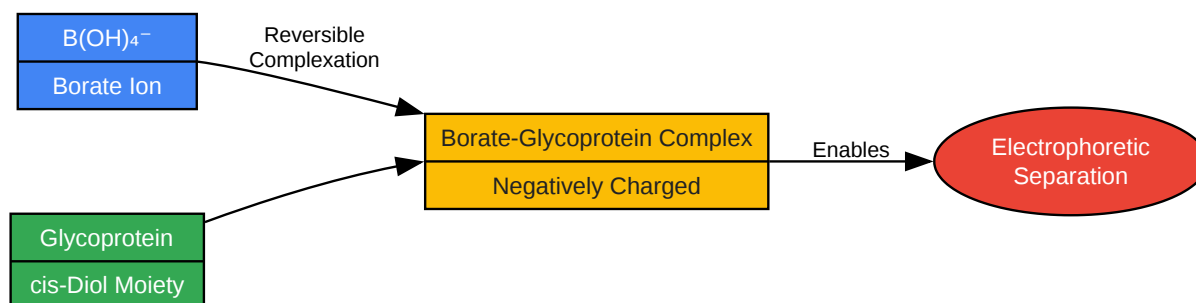 B(OH)₄⁻
Borate Ion
Reversible
Complexation
Glycoprotein
cis-Diol Moiety
Borate-Glycoprotein Complex
Negatively Charged
Enables
Electrophoretic
Separation